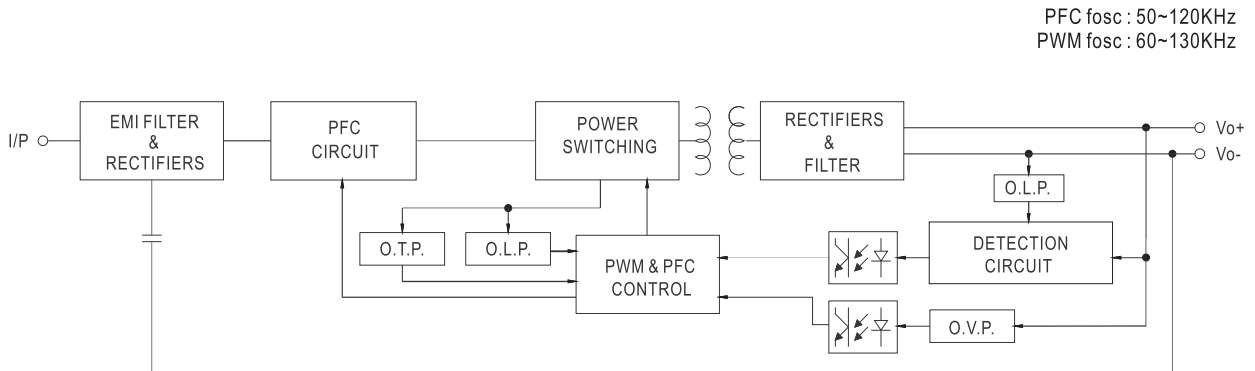 PFC fosc : 50~120KHz
PWM fosc : 60~130KHz
I/P
EMI FILTER
&
RECTIFIERS
PFC
CIRCUIT
POWER
SWITCHING
RECTIFIERS
&
FILTER
Vo+
Vo-
O.L.P.
O.T.P.
O.L.P.
PWM & PFC
CONTROL
DETECTION
CIRCUIT
O.V.P.